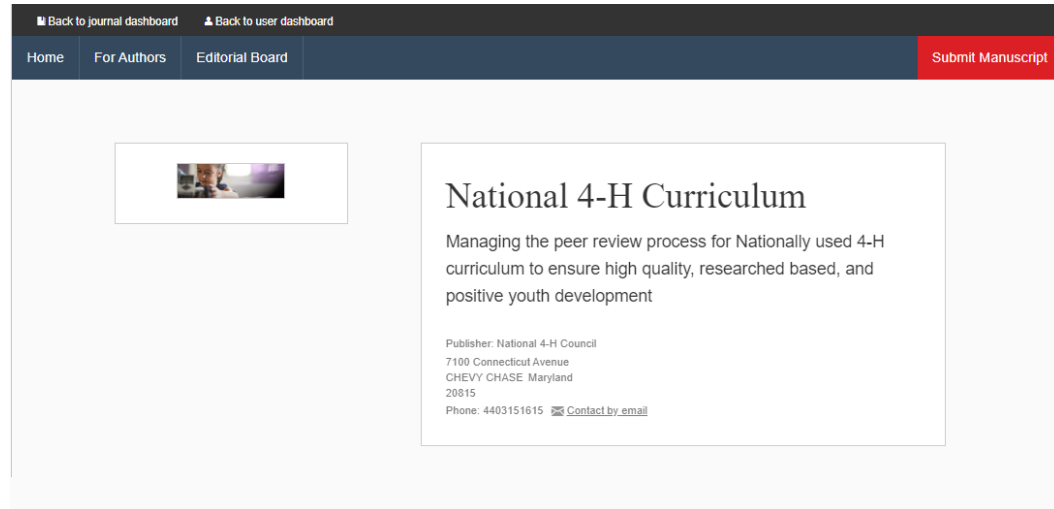 Back to journal dashboard Back to user dashboard
Home For Authors Editorial Board Submit Manuscript
National 4-H Curriculum
Managing the peer review process for Nationally used 4-H
curriculum to ensure high quality, researched based, and
positive youth development
Publisher: National 4-H Council
7100 Connecticut Avenue
CHEVY CHASE Maryland
20815
Phone: 4403151615 Contact by email